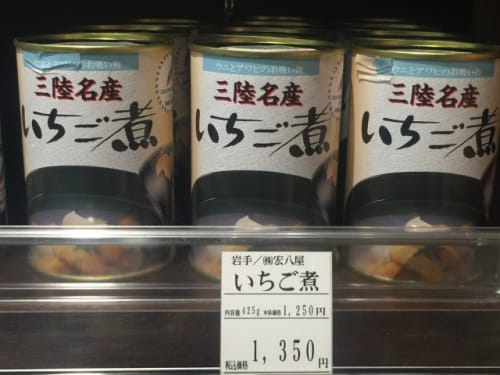 ウニとアワビのお吸い物
三陸名産
いちご煮
ウニとアワビのお吸い物
三陸名産
いちご煮
ウニとアワビのお吸い物
三陸名産
いちご煮
岩手/㈱宏八屋
いちご煮
内容量 425g 本体価格 1,250円
税込価格 1,350円